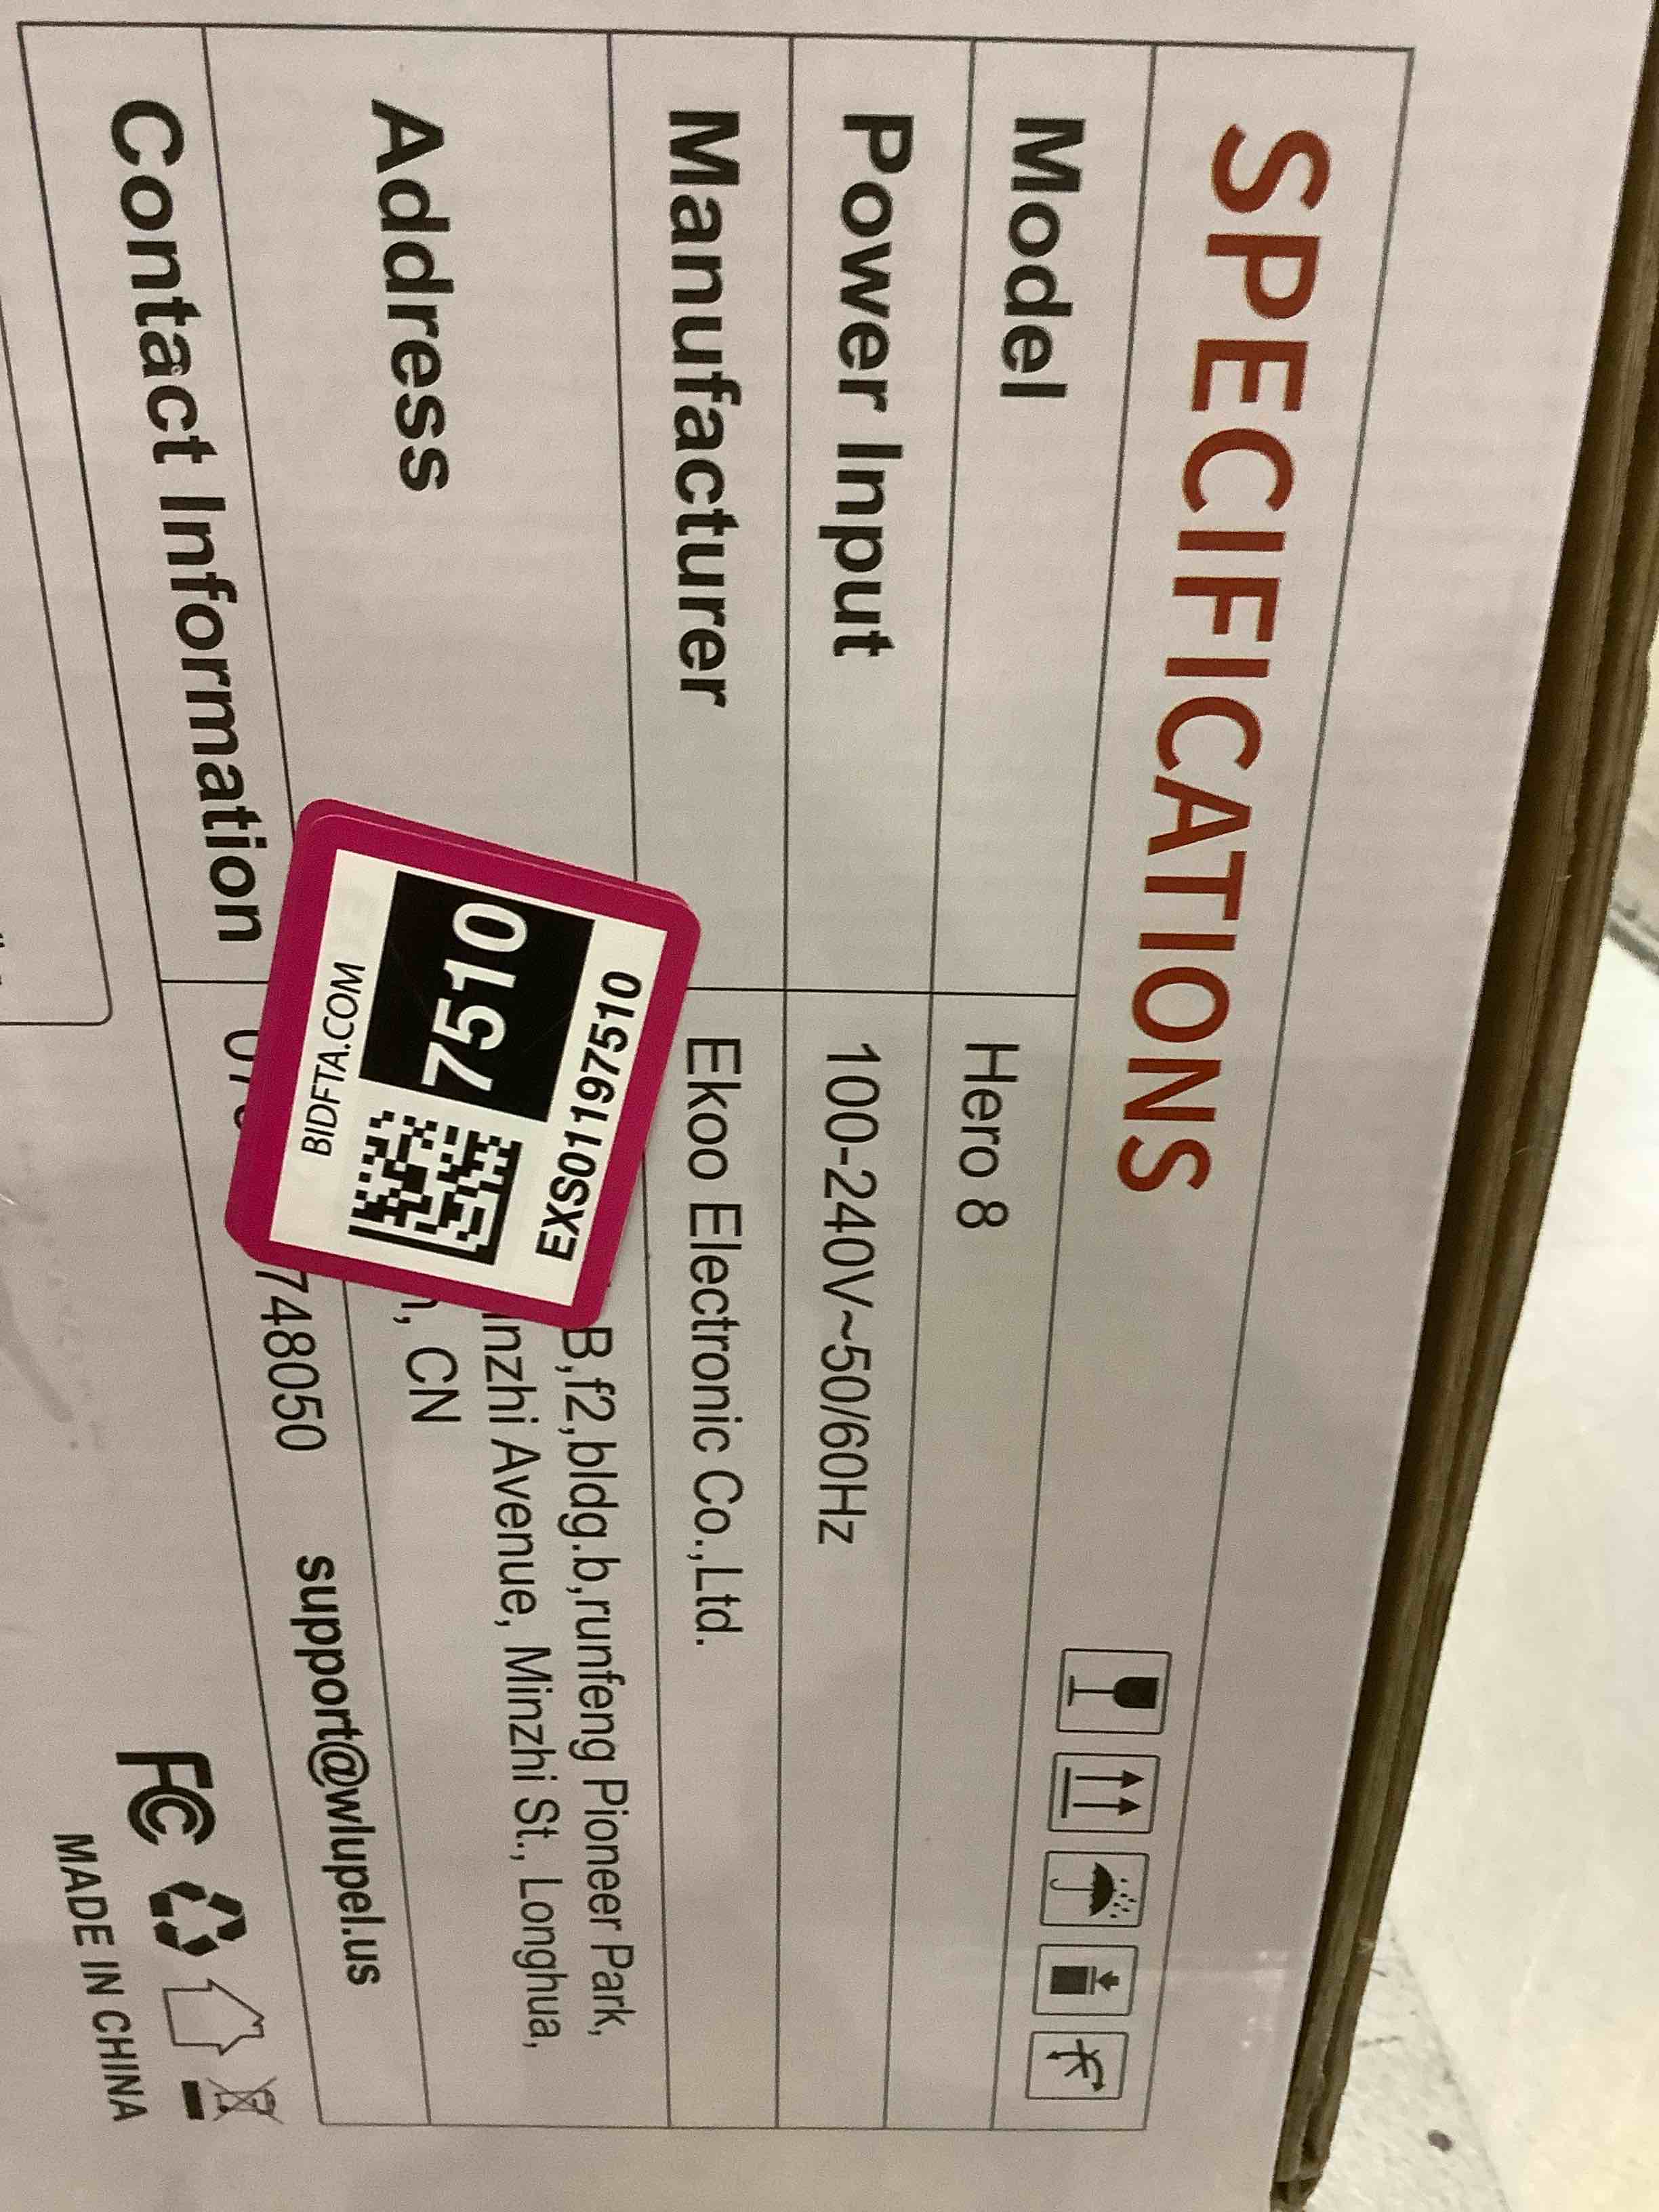 SPECIFICATIONS
Model
Hero 8
Power Input
100-240V~50/60Hz
Manufacturer
Ekoo Electronic Co.,Ltd.
Address
B,f2,bldg.b,runfeng Pioneer Park,
Avenue, Minzhi St., Longhua,
, CN
Contact Information
748050 support@wlupel.us
FC
MADE IN CHINA
BIDFTA.COM
7510
EXS01197510